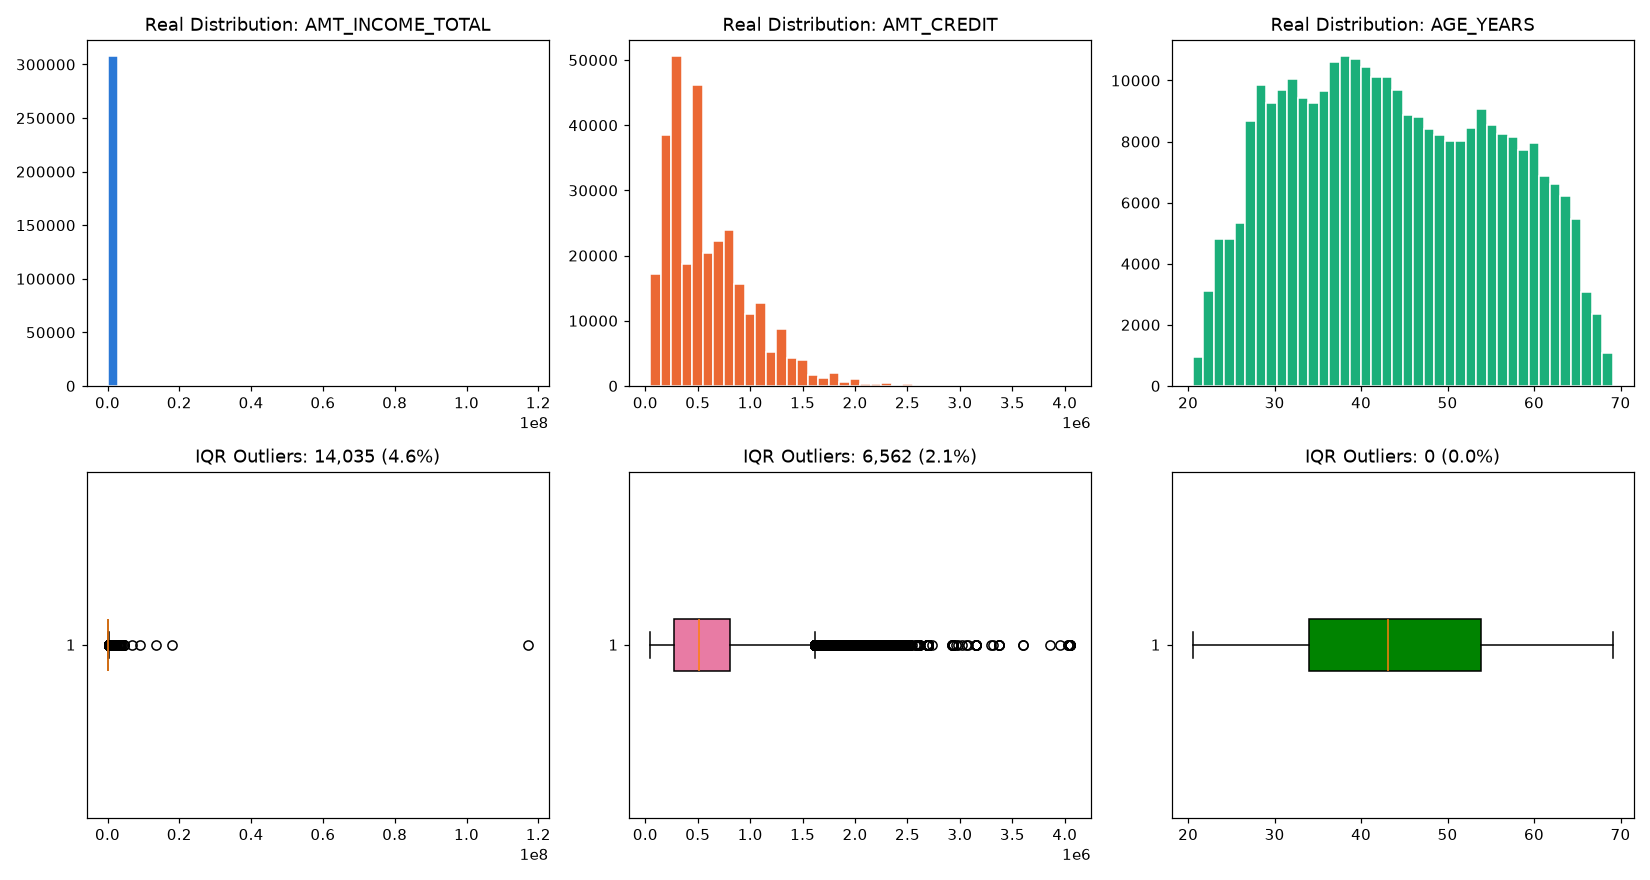 Real Distribution: AMT_INCOME_TOTAL
300000
250000
200000
150000
100000
50000
0
0.0 0.2 0.4 0.6 0.8 1.0 1.2
1e8
Real Distribution: AMT_CREDIT
50000
40000
30000
20000
10000
0
0.0 0.5 1.0 1.5 2.0 2.5 3.0 3.5 4.0
1e6
Real Distribution: AGE_YEARS
10000
8000
6000
4000
2000
0
20 30 40 50 60 70
IQR Outliers: 14,035 (4.6%)
1
0.0 0.2 0.4 0.6 0.8 1.0 1.2
1e8
IQR Outliers: 6,562 (2.1%)
1
0.0 0.5 1.0 1.5 2.0 2.5 3.0 3.5 4.0
1e6
IQR Outliers: 0 (0.0%)
1
20 30 40 50 60 70